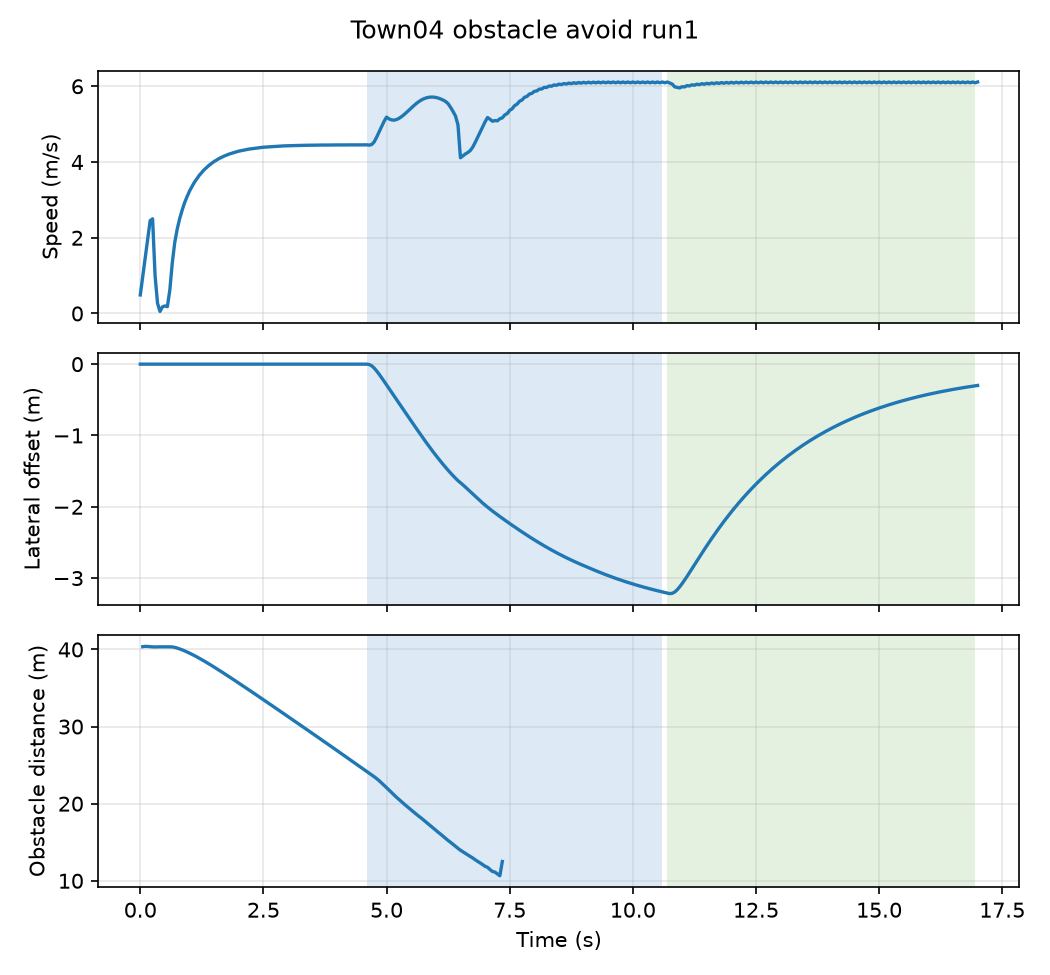 Town04 obstacle avoid run1
Speed (m/s)
6
4
2
0
Lateral offset (m)
0
−1
−2
−3
Obstacle distance (m)
40
30
20
10
0.0 2.5 5.0 7.5 10.0 12.5 15.0 17.5
Time (s)